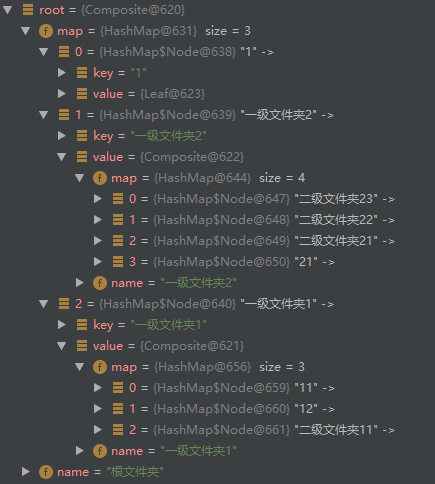 root = {Composite@620}
map = {HashMap@631} size = 3
0 = {HashMap$Node@638} "1" ->
key = "1"
value = {Leaf@623}
1 = {HashMap$Node@639} "一级文件夹2" ->
key = "一级文件夹2"
value = {Composite@622}
map = {HashMap@644} size = 4
0 = {HashMap$Node@647} "二级文件夹23" ->
1 = {HashMap$Node@648} "二级文件夹22" ->
2 = {HashMap$Node@649} "二级文件夹21" ->
3 = {HashMap$Node@650} "21" ->
name = "一级文件夹2"
2 = {HashMap$Node@640} "一级文件夹1" ->
key = "一级文件夹1"
value = {Composite@621}
map = {HashMap@656} size = 3
0 = {HashMap$Node@659} "11" ->
1 = {HashMap$Node@660} "12" ->
2 = {HashMap$Node@661} "二级文件夹11" ->
name = "一级文件夹1"
name = "根文件夹"